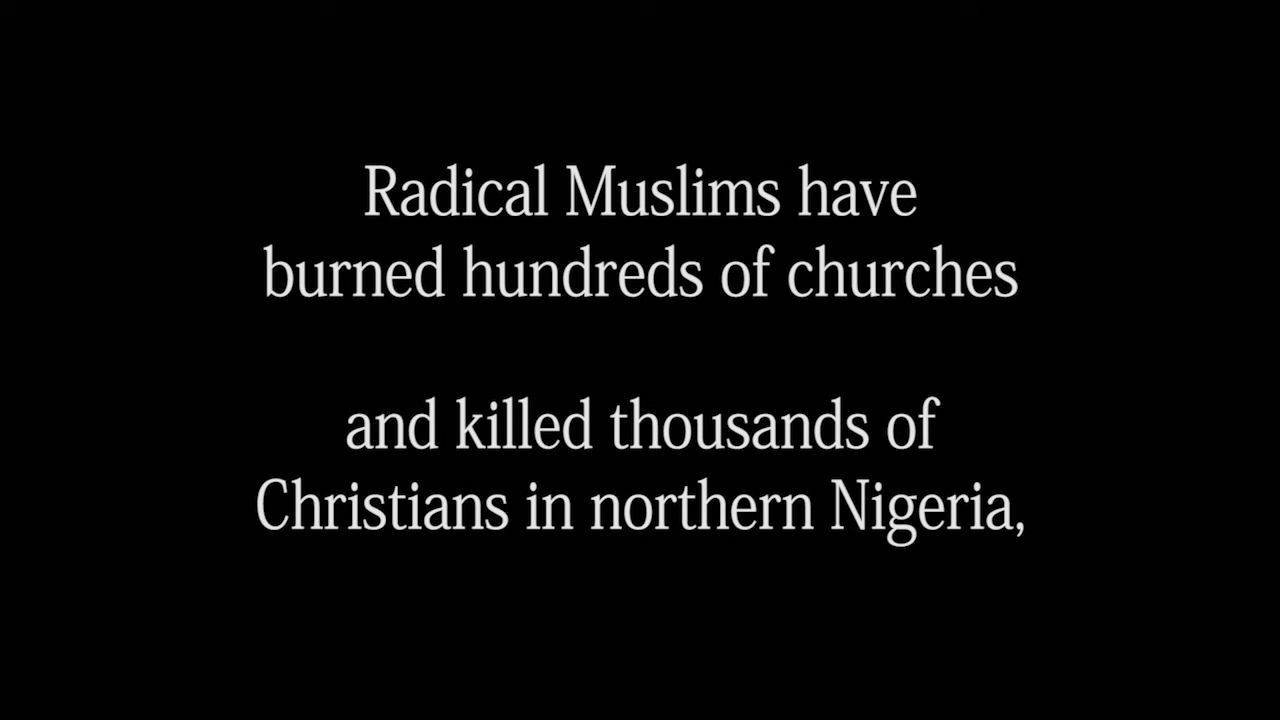 Radical Muslims have
burned hundreds of churches
and killed thousands of
Christians in northern Nigeria,